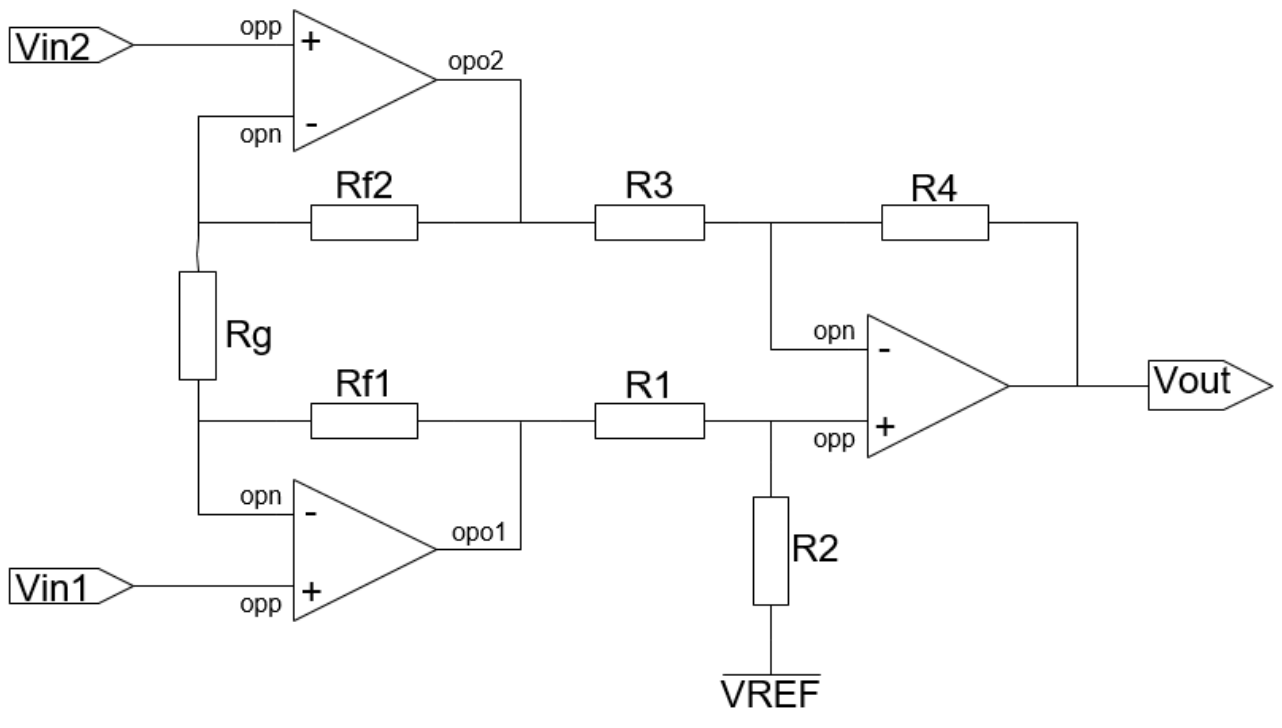 opp
+
Vin2
opo2
-
opn
Rf2
R3
R4
Rg
opn
-
Rf1
R1
Vout
+
opp
opn
-
opo1
R2
Vin1
+
opp
VREF